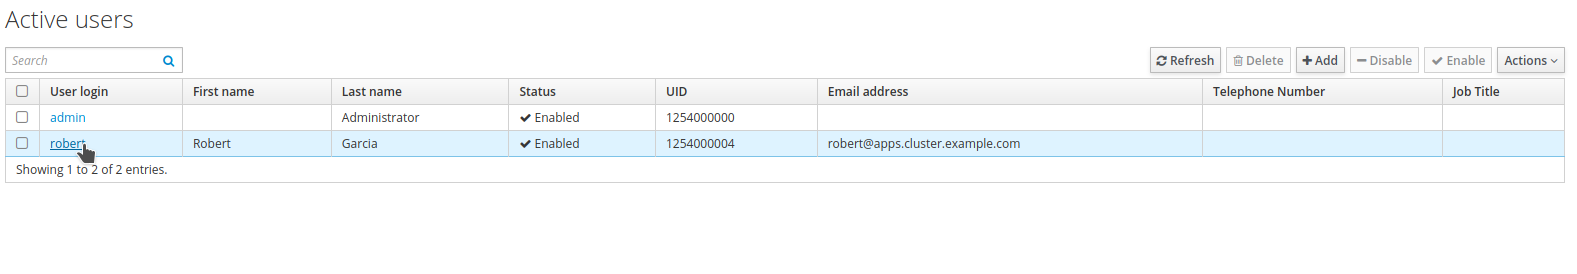 Active users
Search Refresh Delete Add Disable Enable Actions
User login First name Last name Status UID Email address Telephone Number Job Title
admin Administrator Enabled 1254000000
robert Robert Garcia Enabled 1254000004 robert@apps.cluster.example.com
Showing 1 to 2 of 2 entries.